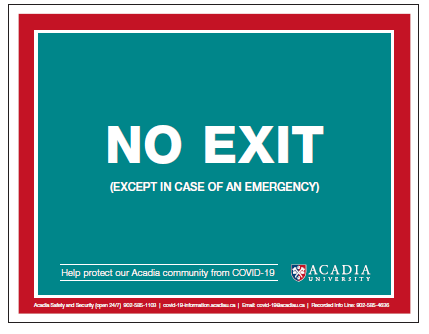 NO EXIT
(EXCEPT IN CASE OF AN EMERGENCY)
Help protect our Acadia community from COVID-19
ACADIA
UNIVERSITY
Acadia Safety and Security (open 24/7) | 902-585-1103 | covid-19-information.acadiau.ca | Email: covid-19@acadiau.ca | Recorded Info Line: 902-585-4636